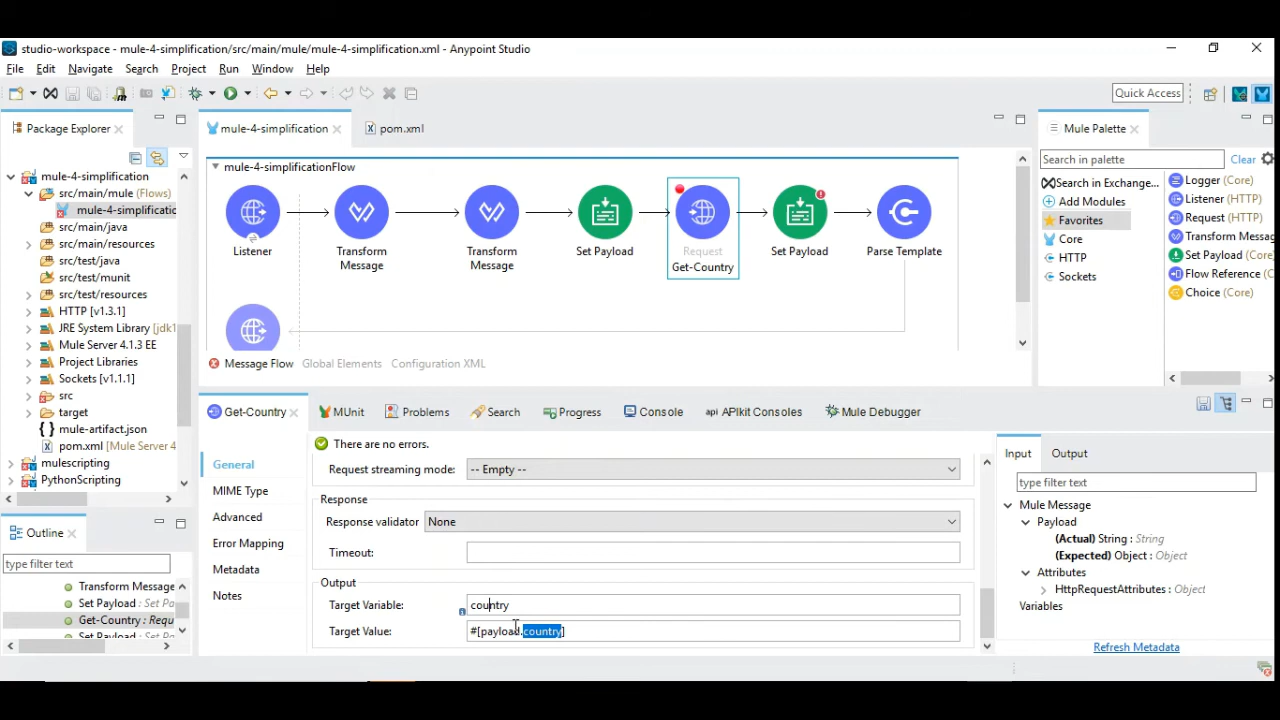 studio-workspace - mule-4-simplification/src/main/mule/mule-4-simplification.xml - Anypoint Studio
File Edit Navigate Search Project Run Window Help
Quick Access
Package Explorer
mule-4-simplification
src/main/mule (Flows)
mule-4-simplificatic
src/main/java
src/main/resources
src/test/java
src/test/munit
src/test/resources
HTTP [v1.3.1]
JRE System Library [jdk1
Mule Server 4.1.3 EE
Project Libraries
Sockets [v1.1.1]
src
target
mule-artifact.json
pom.xml [Mule Server 4
mulescripting
PythonScripting
Outline
type filter text
Transform Message
Set Payload : Set Pa
Get-Country : Requ
Set Payload : Set Pa
mule-4-simplification
pom.xml
mule-4-simplificationFlow
Listener
Transform Message
Transform Message
Set Payload
Request
Get-Country
Set Payload
Parse Template
Message Flow Global Elements Configuration XML
Mule Palette
Search in palette
Clear
Search in Exchange...
Add Modules
Favorites
Core
HTTP
Sockets
Logger (Core)
Listener (HTTP)
Request (HTTP)
Transform Messag
Set Payload (Core)
Flow Reference (C
Choice (Core)
Get-Country MUnit Problems Search Progress Console api APIkit Consoles Mule Debugger
There are no errors.
General
MIME Type
Advanced
Error Mapping
Metadata
Notes
Request streaming mode: -- Empty --
Response
Response validator None
Timeout:
Output
Target Variable: country
Target Value: #[payload.country]
Input Output
type filter text
Mule Message
Payload
(Actual) String : String
(Expected) Object : Object
Attributes
HttpRequestAttributes : Object
Variables
Refresh Metadata